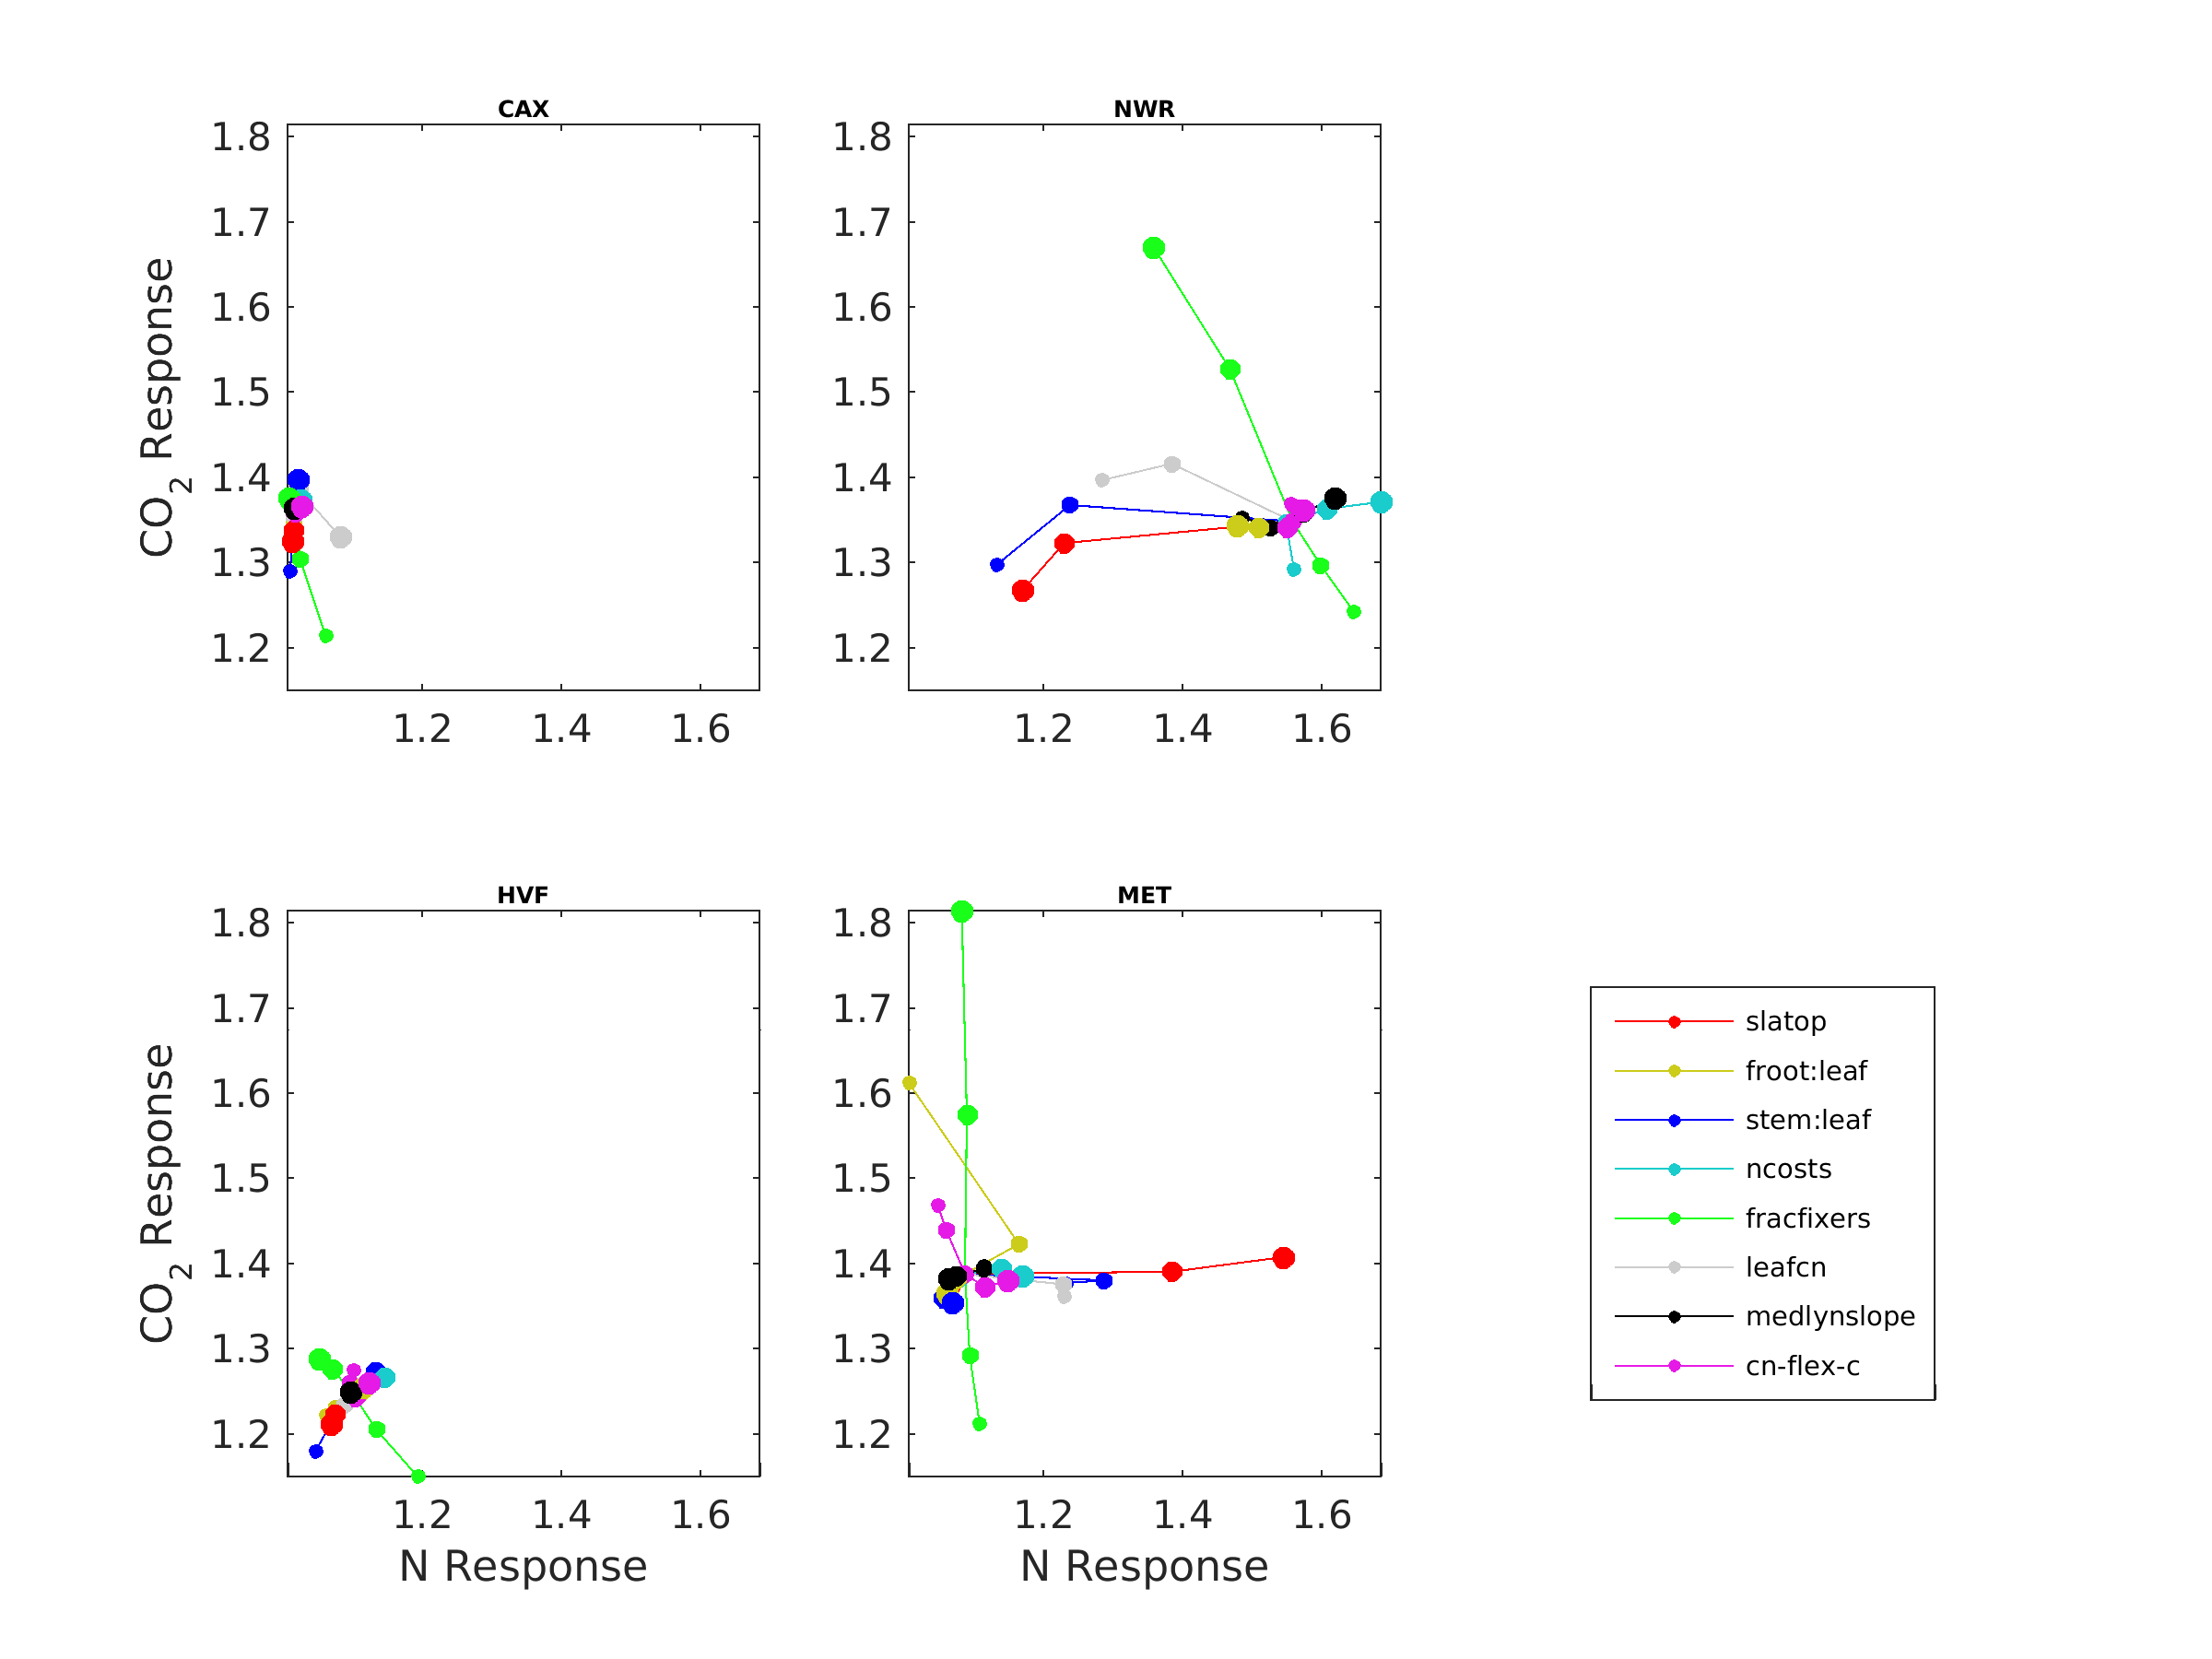 CAX
1.8
1.7
1.6
1.5
1.4
1.3
1.2
CO2 Response
1.2 1.4 1.6
NWR
1.8
1.7
1.6
1.5
1.4
1.3
1.2
1.2 1.4 1.6
HVF
1.8
1.7
1.6
1.5
1.4
1.3
1.2
CO2 Response
1.2 1.4 1.6
N Response
MET
1.8
1.7
1.6
1.5
1.4
1.3
1.2
1.2 1.4 1.6
N Response
slatop
froot:leaf
stem:leaf
ncosts
fracfixers
leafcn
medlynslope
cn-flex-c